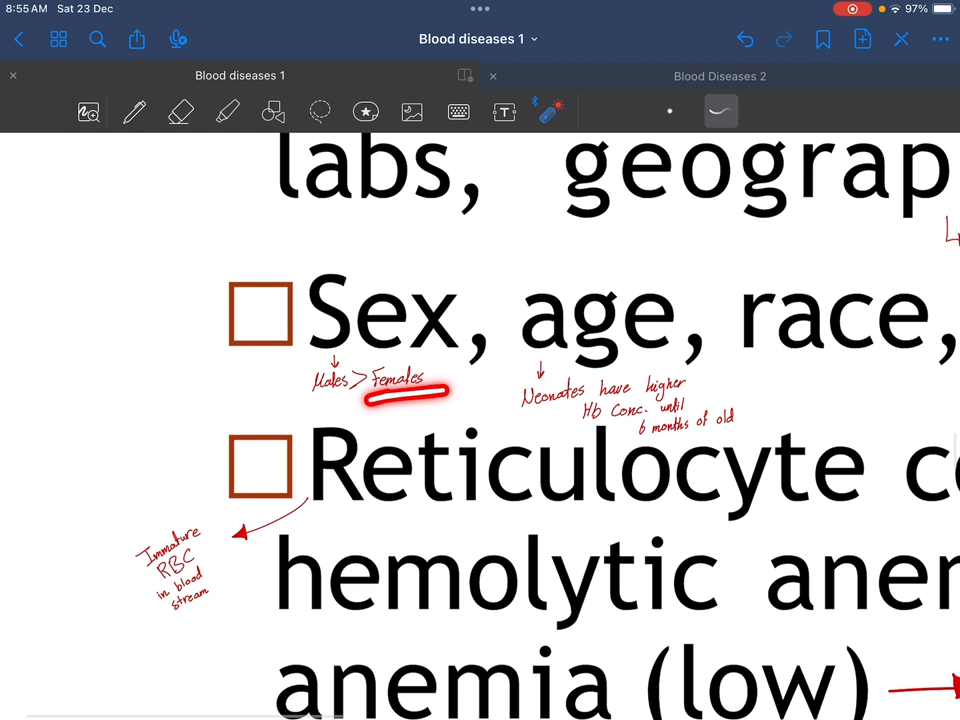 8:55 AM Sat 23 Dec
97%
Blood diseases 1
Blood diseases 1
Blood Diseases 2
labs, geograp
Sex, age, race,
Males > Females
Neonates have higher
Hb Conc. until
6 months of old
Reticulocyte co
Immature
RBC
in blood
stream
hemolytic anem
anemia (low)